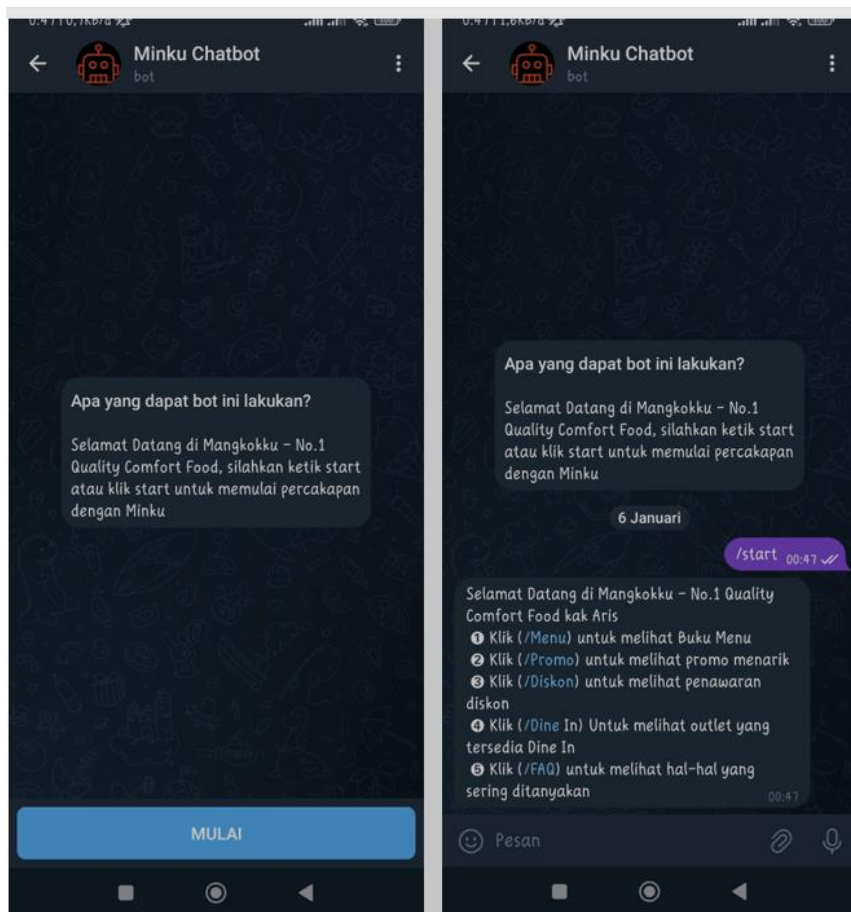 Minku Chatbot
bot
Apa yang dapat bot ini lakukan?
Selamat Datang di Mangkokku – No.1
Quality Comfort Food, silahkan ketik start
atau klik start untuk memulai percakapan
dengan Minku
MULAI
Minku Chatbot
bot
Apa yang dapat bot ini lakukan?
Selamat Datang di Mangkokku – No.1
Quality Comfort Food, silahkan ketik start
atau klik start untuk memulai percakapan
dengan Minku
6 Januari
/start 00:47
Selamat Datang di Mangkokku – No.1 Quality
Comfort Food kak Aris
❶ Klik (/Menu) untuk melihat Buku Menu
❷ Klik (/Promo) untuk melihat promo menarik
❸ Klik (/Diskon) untuk melihat penawaran
diskon
❹ Klik (/Dine In) Untuk melihat outlet yang
tersedia Dine In
❺ Klik (/FAQ) untuk melihat hal-hal yang
sering ditanyakan 00:47
Pesan